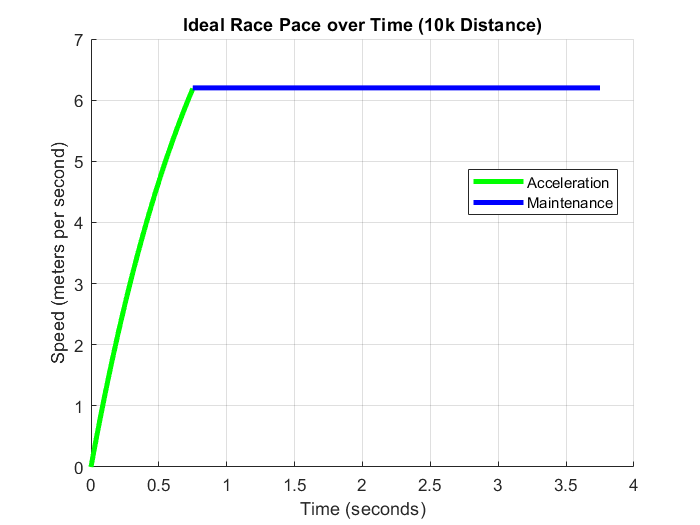 Ideal Race Pace over Time (10k Distance)
7
6
5
4
3
2
1
0
Speed (meters per second)
Acceleration
Maintenance
0 0.5 1 1.5 2 2.5 3 3.5 4
Time (seconds)